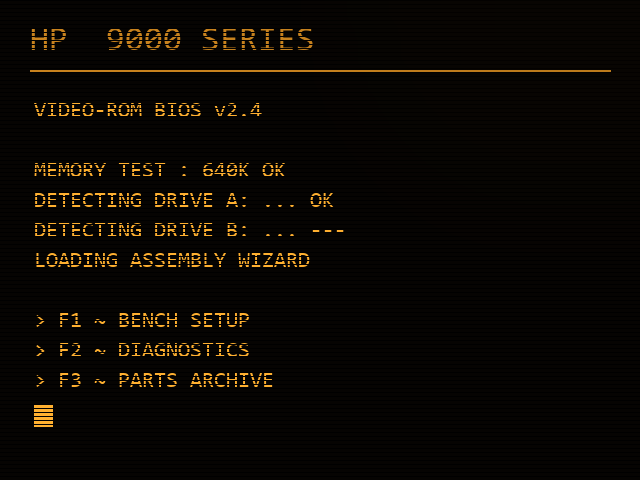 HP  9000 SERIES
VIDEO-ROM BIOS v2.4
MEMORY TEST : 640K OK
DETECTING DRIVE A: ... OK
DETECTING DRIVE B: ... ---
LOADING ASSEMBLY WIZARD
> F1 ~ BENCH SETUP
> F2 ~ DIAGNOSTICS
> F3 ~ PARTS ARCHIVE